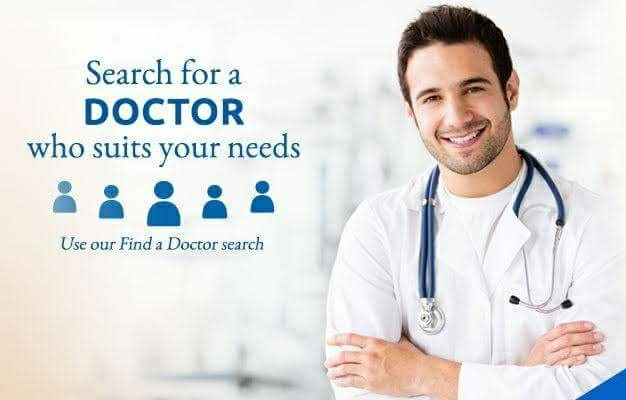 Search for a
DOCTOR
who suits your needs
Use our Find a Doctor search